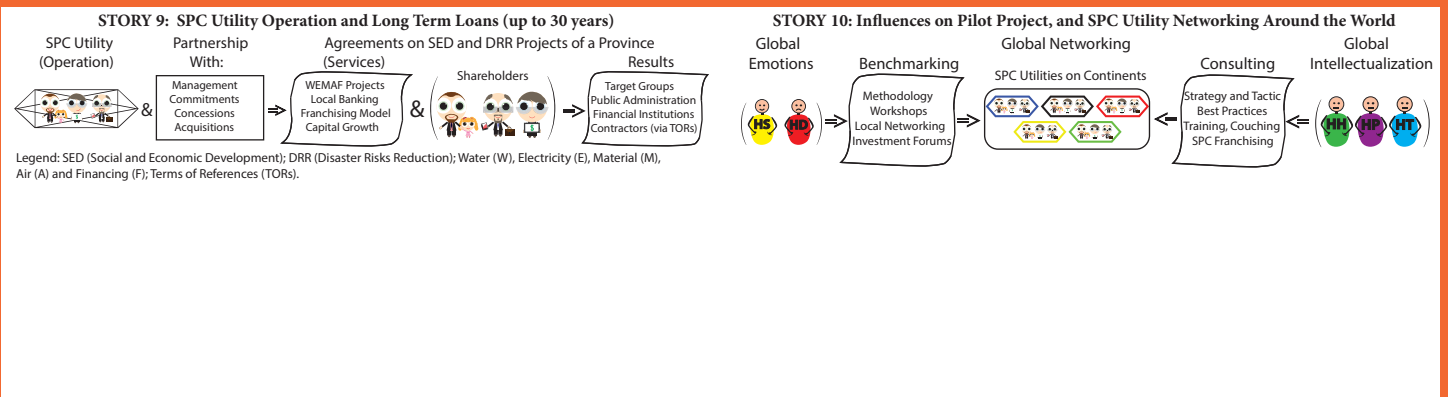 STORY 9: SPC Utility Operation and Long Term Loans (up to 30 years)
SPC Utility
(Operation)
&
Partnership
With:
Management
Commitments
Concessions
Acquisitions
Agreements on SED and DRR Projects of a Province
(Services)
WEMAF Projects
Local Banking
Franchising Model
Capital Growth
&
Shareholders
Results
Target Groups
Public Administration
Financial Institutions
Contractors (via TORs)
Legend: SED (Social and Economic Development); DRR (Disaster Risks Reduction); Water (W), Electricity (E), Material (M),
Air (A) and Financing (F); Terms of References (TORs).
STORY 10: Influences on Pilot Project, and SPC Utility Networking Around the World
Global
Emotions
HS
HD
Benchmarking
Methodology
Workshops
Local Networking
Investment Forums
Global Networking
SPC Utilities on Continents
Consulting
Strategy and Tactic
Best Practices
Training, Couching
SPC Franchising
Global
Intellectualization
HH
HP
HT